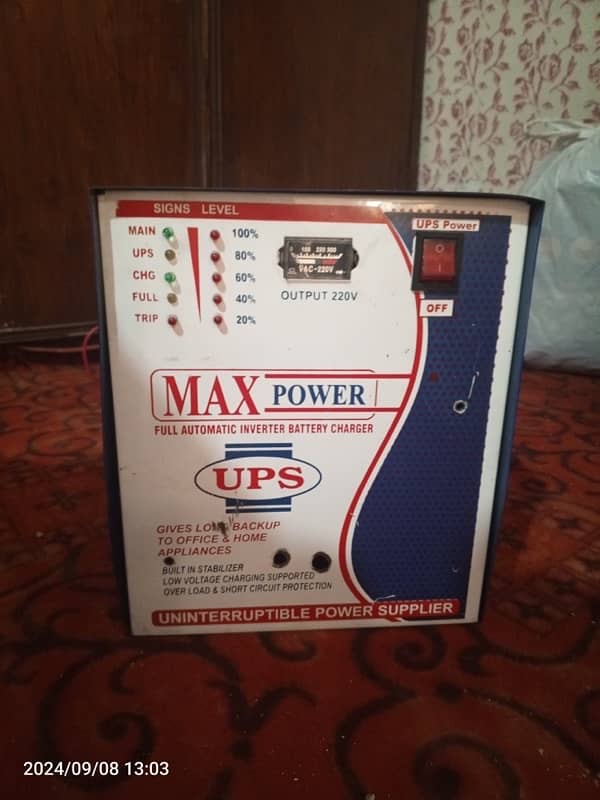 SIGNS LEVEL
MAIN 100%
UPS 80%
CHG 60%
FULL 40%
TRIP 20%
VAC-220V
OUTPUT 220V
UPS Power
OFF
MAX POWER
FULL AUTOMATIC INVERTER BATTERY CHARGER
UPS
GIVES LONG BACKUP
TO OFFICE & HOME
APPLIANCES
BUILT IN STABILIZER
LOW VOLTAGE CHARGING SUPPORTED
OVER LOAD & SHORT CIRCUIT PROTECTION
UNINTERRUPTIBLE POWER SUPPLIER
2024/09/08 13:03